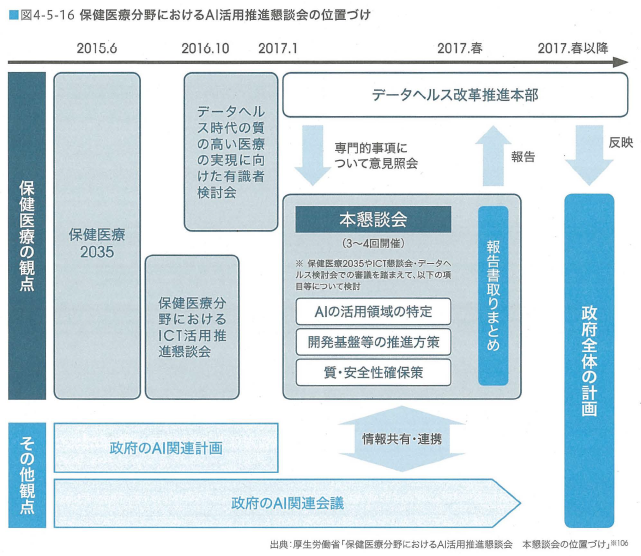 ■図4-5-16 保健医療分野におけるAI活用推進懇談会の位置づけ
2015.6
2016.10
2017.1
2017.春
2017.春以降
保健医療の観点
保健医療
2035
データヘル
ス時代の質
の高い医療
の実現に向
けた有識者
検討会
保健医療分
野における
ICT活用推
進懇談会
データヘルス改革推進本部
専門的事項に
ついて意見照会
報告
反映
本懇談会
(3〜4回開催)
※ 保健医療2035やICT懇談会・データヘ
ルス検討会での審議を踏まえて、以下の項
目等について検討
AIの活用領域の特定
開発基盤等の推進方策
質・安全性確保策
報告書取りまとめ
政府全体の計画
その他観点
政府のAI関連計画
情報共有・連携
政府のAI関連会議
出典:厚生労働省「保健医療分野におけるAI活用推進懇談会 本懇談会の位置づけ」※106